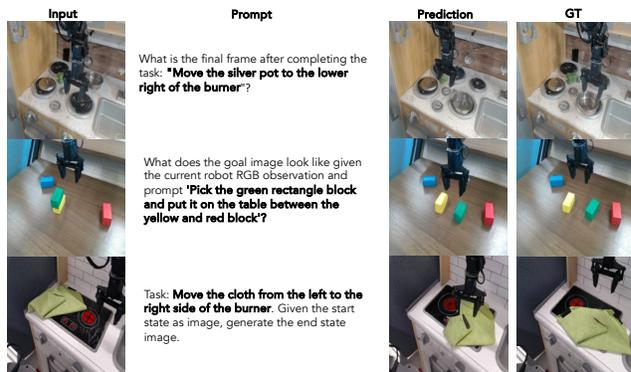 Input Prompt Prediction GT
What is the final frame after completing the
task: "Move the silver pot to the lower
right of the burner"?
What does the goal image look like given
the current robot RGB observation and
prompt 'Pick the green rectangle block
and put it on the table between the
yellow and red block'?
Task: Move the cloth from the left to the
right side of the burner. Given the start
state as image, generate the end state
image.